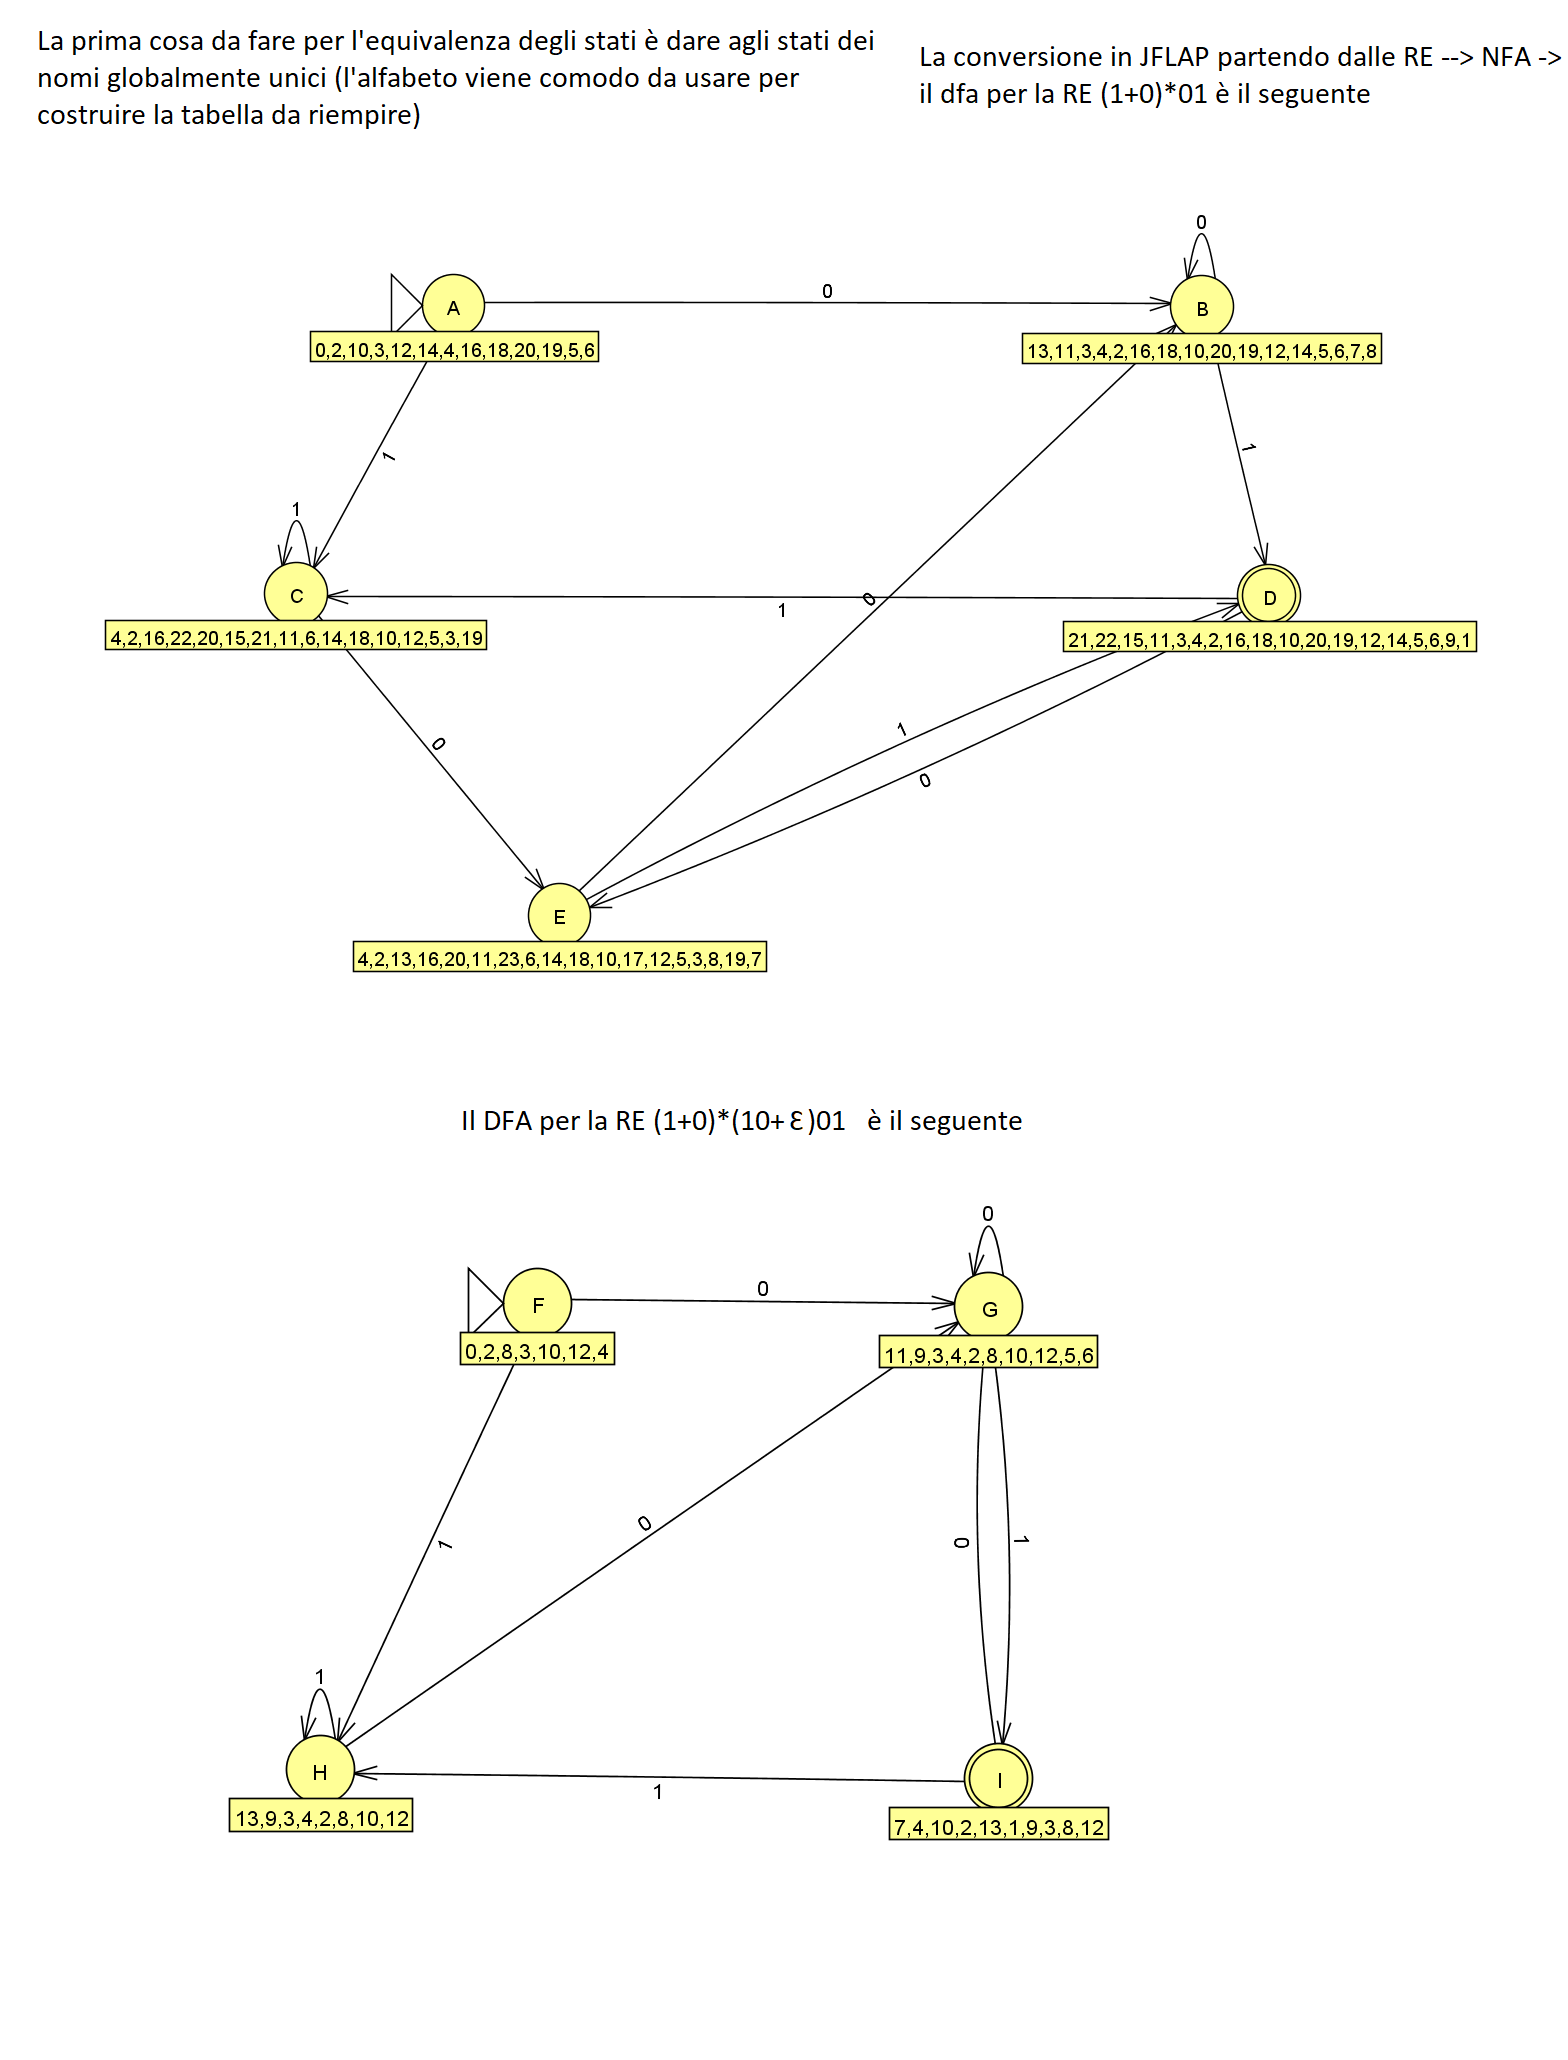 La prima cosa da fare per l'equivalenza degli stati è dare agli stati dei
nomi globalmente unici (l'alfabeto viene comodo da usare per
costruire la tabella da riempire)
La conversione in JFLAP partendo dalle RE --> NFA ->
il dfa per la RE (1+0)*01 è il seguente
0
A
0
B
0,2,10,3,12,14,4,16,18,20,19,5,6
13,11,3,4,2,16,18,10,20,19,12,14,5,6,7,8
1
1
1
C
0
1
D
4,2,16,22,20,15,21,11,6,14,18,10,12,5,3,19
21,22,15,11,3,4,2,16,18,10,20,19,12,14,5,6,9,1
0
1
0
E
4,2,13,16,20,11,23,6,14,18,10,17,12,5,3,8,19,7
Il DFA per la RE (1+0)*(10+ Ɛ )01 è il seguente
0
F
0
G
0,2,8,3,10,12,4
11,9,3,4,2,8,10,12,5,6
0
1
0
1
1
H
1
I
13,9,3,4,2,8,10,12
7,4,10,2,13,1,9,3,8,12